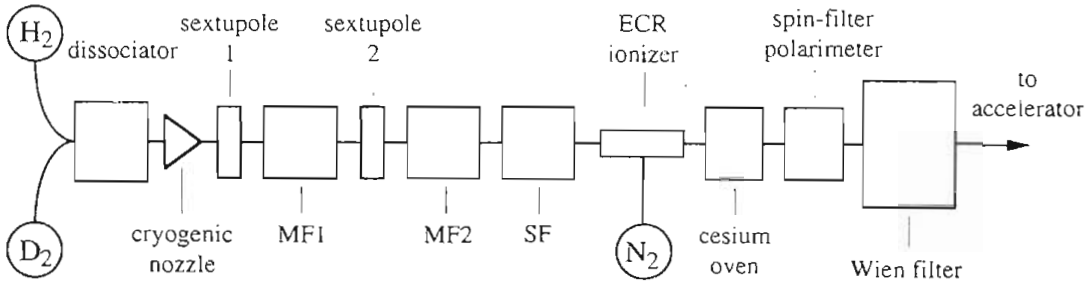 H2
dissociator
sextupole
1
sextupole
2
ECR
ionizer
spin-filter
polarimeter
to
accelerator
D2
cryogenic
nozzle
MF1
MF2
SF
N2
cesium
oven
Wien filter